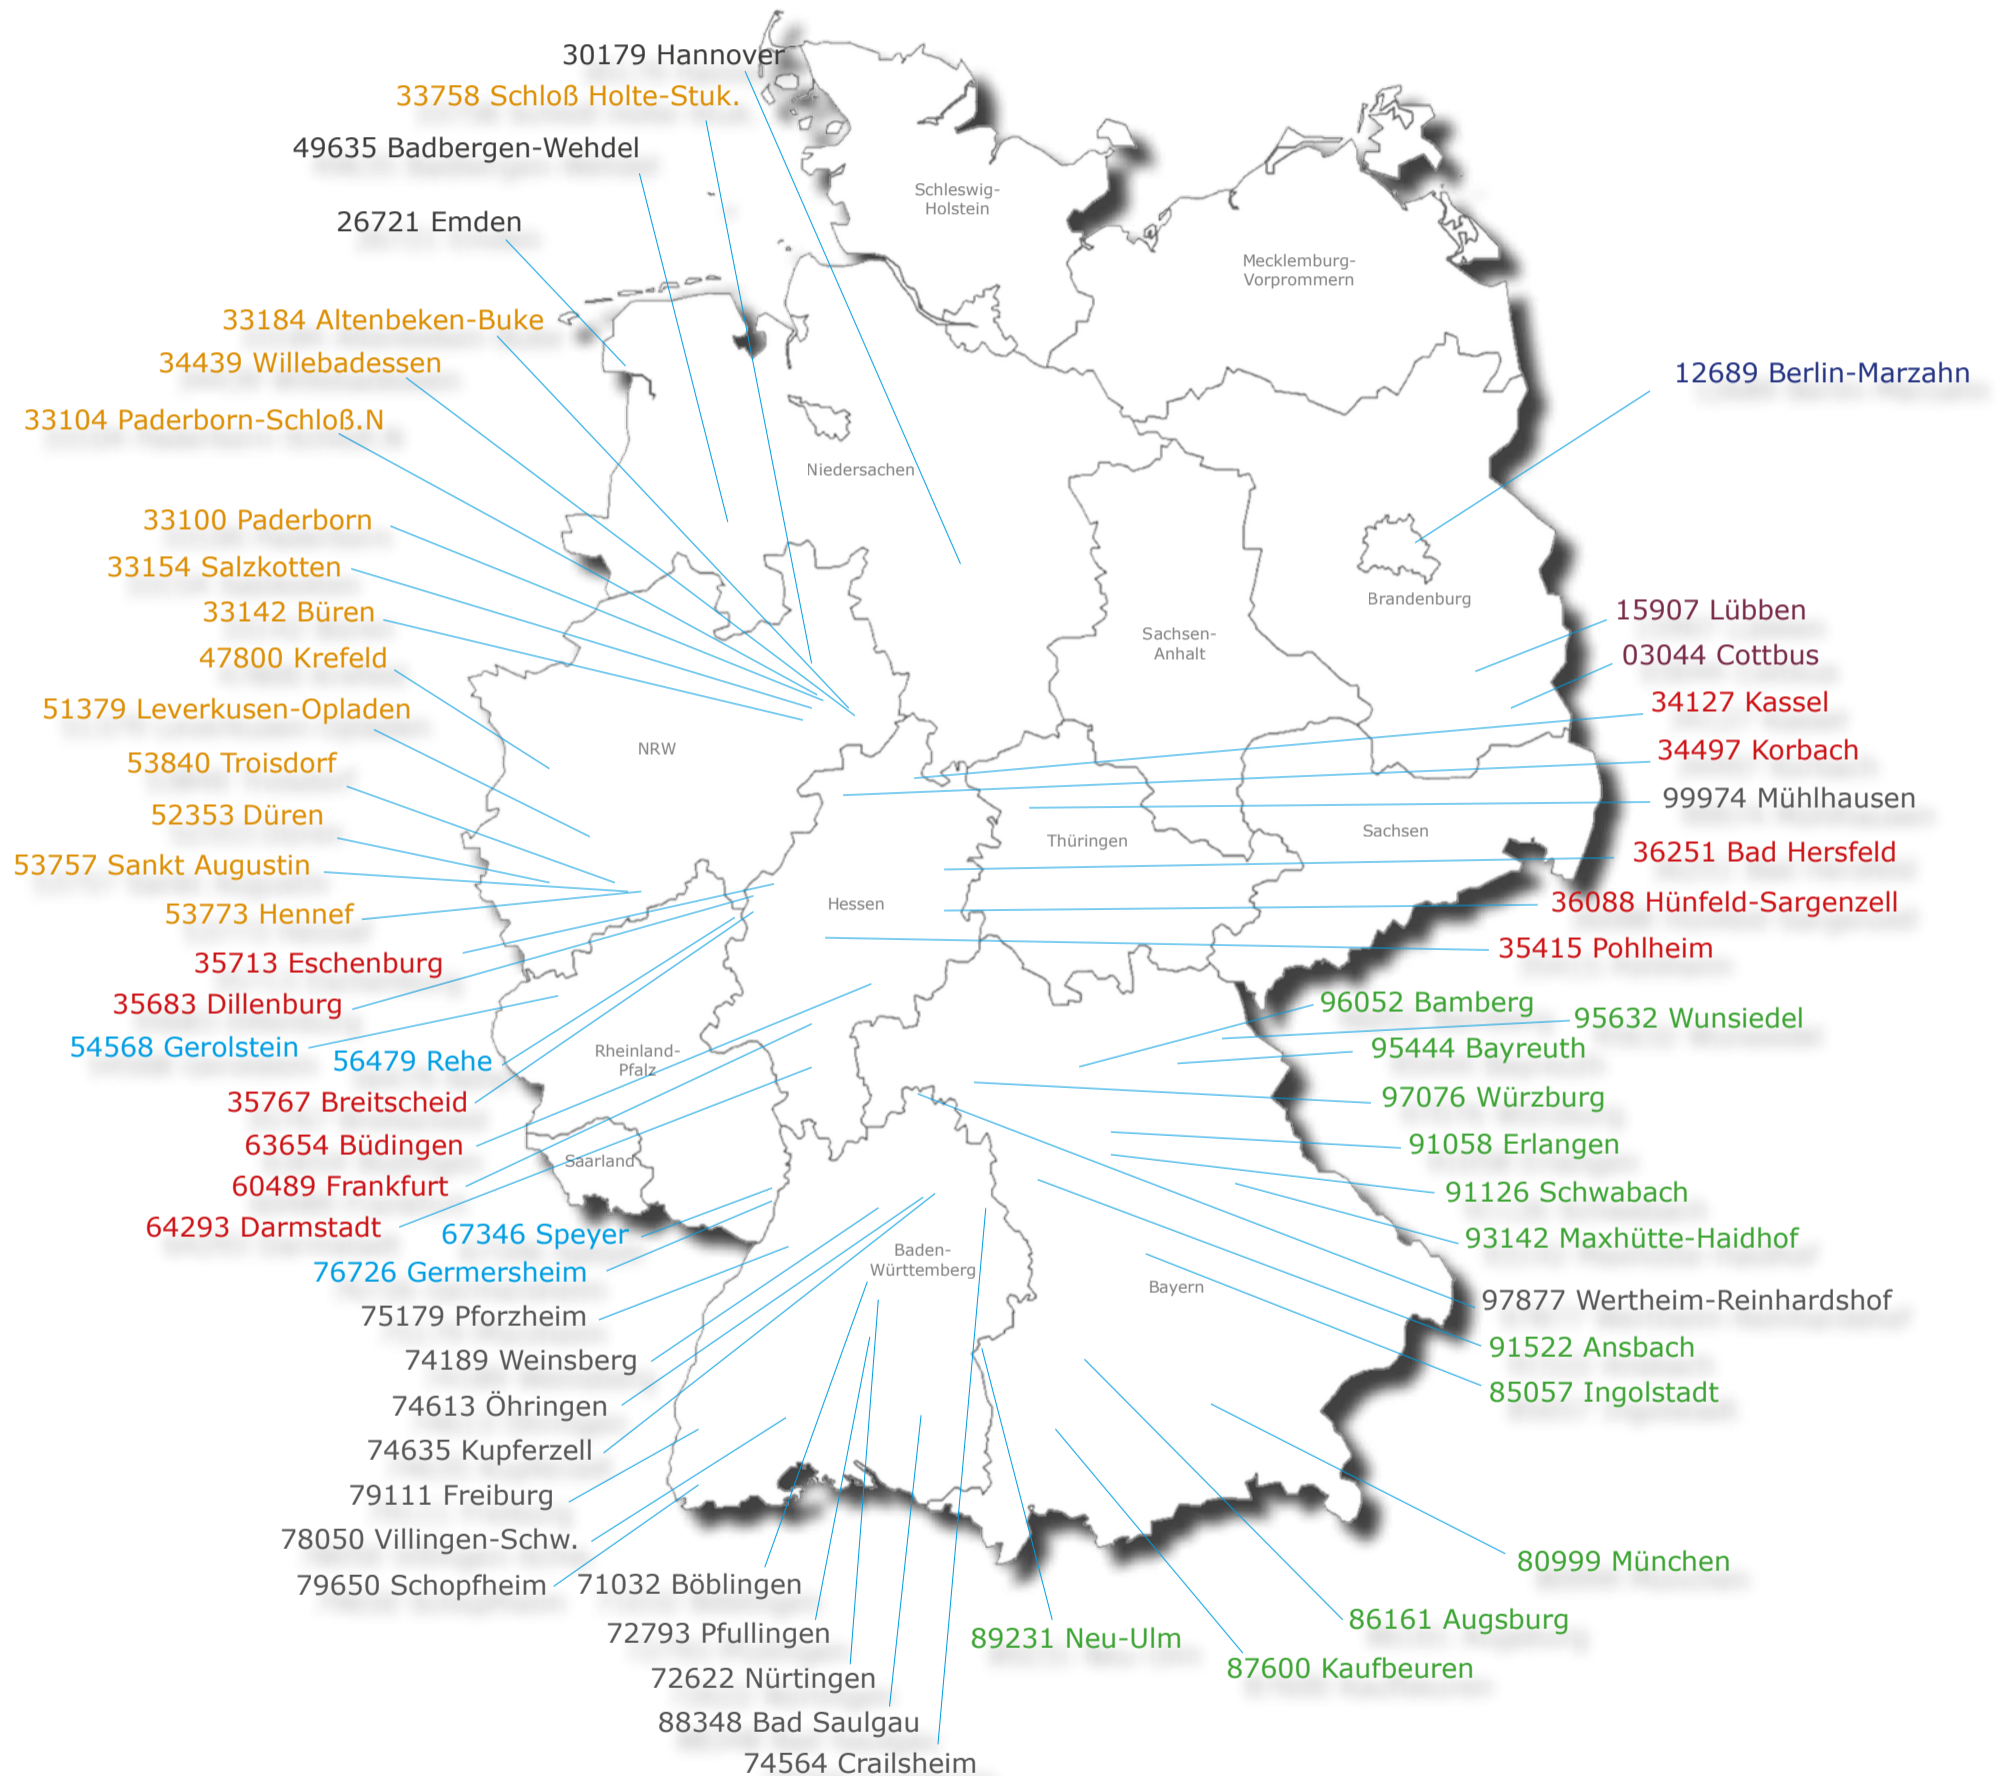 30179 Hannover
33758 Schloß Holte-Stuk.
49635 Badbergen-Wehdel
Schleswig-
Holstein
26721 Emden
Mecklemburg-
Vorprommern
33184 Altenbeken-Buke
34439 Willebadessen
12689 Berlin-Marzahn
33104 Paderborn-Schloß.N
Niedersachen
33100 Paderborn
33154 Salzkotten
Brandenburg
33142 Büren
15907 Lübben
Sachsen-
Anhalt
47800 Krefeld
03044 Cottbus
51379 Leverkusen-Opladen
34127 Kassel
NRW
34497 Korbach
53840 Troisdorf
99974 Mühlhausen
52353 Düren
Thüringen
Sachsen
36251 Bad Hersfeld
53757 Sankt Augustin
Hessen
36088 Hünfeld-Sargenzell
53773 Hennef
35415 Pohlheim
35713 Eschenburg
35683 Dillenburg
96052 Bamberg
95632 Wunsiedel
54568 Gerolstein
56479 Rehe
Rheinland-
Pfalz
95444 Bayreuth
35767 Breitscheid
97076 Würzburg
63654 Büdingen
91058 Erlangen
Saarland
60489 Frankfurt
91126 Schwabach
64293 Darmstadt
67346 Speyer
93142 Maxhütte-Haidhof
Baden-
Württemberg
76726 Germersheim
Bayern
97877 Wertheim-Reinhardshof
75179 Pforzheim
91522 Ansbach
74189 Weinsberg
85057 Ingolstadt
74613 Öhringen
74635 Kupferzell
79111 Freiburg
78050 Villingen-Schw.
80999 München
79650 Schopfheim
71032 Böblingen
86161 Augsburg
72793 Pfullingen
89231 Neu-Ulm
87600 Kaufbeuren
72622 Nürtingen
88348 Bad Saulgau
74564 Crailsheim